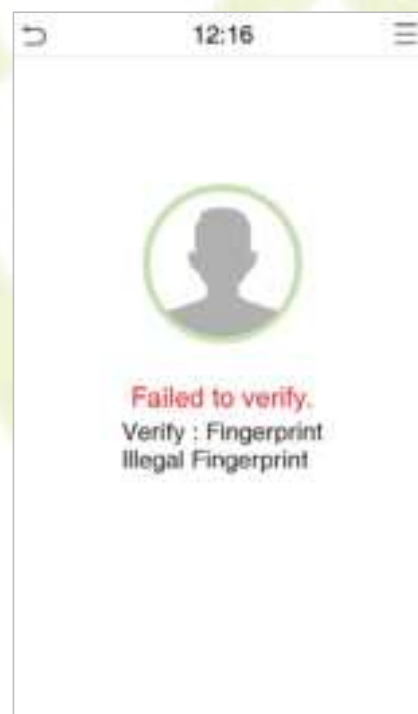 12:16
Failed to verify.
Verify : Fingerprint
Illegal Fingerprint